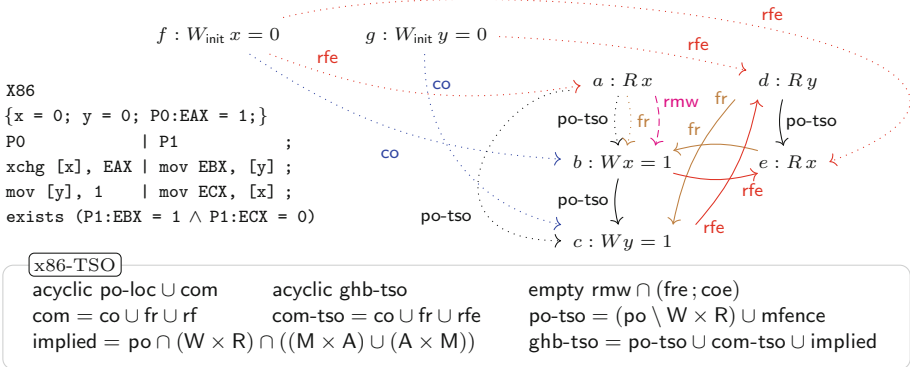 f : W_init x = 0
g : W_init y = 0
rfe
rfe
rfe
co
co
a : R x
d : R y
rmw
fr
fr
po-tso
po-tso
b : W x = 1
e : R x
rfe
po-tso
po-tso
c : W y = 1
rfe
X86
{x = 0; y = 0; P0:EAX = 1;}
P0 | P1 ;
xchg [x], EAX | mov EBX, [y] ;
mov [y], 1 | mov ECX, [x] ;
exists (P1:EBX = 1 ∧ P1:ECX = 0)
x86-TSO
acyclic po-loc ∪ com acyclic ghb-tso empty rmw ∩ (fre ; coe)
com = co ∪ fr ∪ rf com-tso = co ∪ fr ∪ rfe po-tso = (po \ W × R) ∪ mfence
implied = po ∩ (W × R) ∩ ((M × A) ∪ (A × M)) ghb-tso = po-tso ∪ com-tso ∪ implied